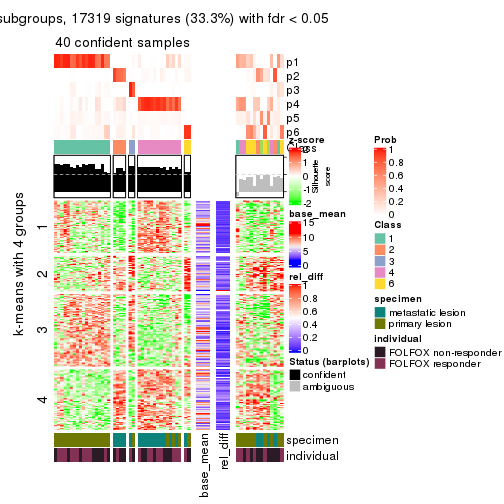 subgroups, 17319 signatures (33.3%) with fdr < 0.05
40 confident samples
p1
p2
p3
p4
p5
p6
Class
Silhouette
score
k-means with 4 groups
1
2
3
4
base_mean
rel_diff
specimen
individual
z-score
2
1
0
-1
-2
base_mean
15
10
5
0
rel_diff
1
0.8
0.6
0.4
0.2
0
Status (barplots)
confident
ambiguous
Prob
1
0.8
0.6
0.4
0.2
0
Class
1
2
3
4
6
specimen
metastatic lesion
primary lesion
individual
FOLFOX non-responder
FOLFOX responder